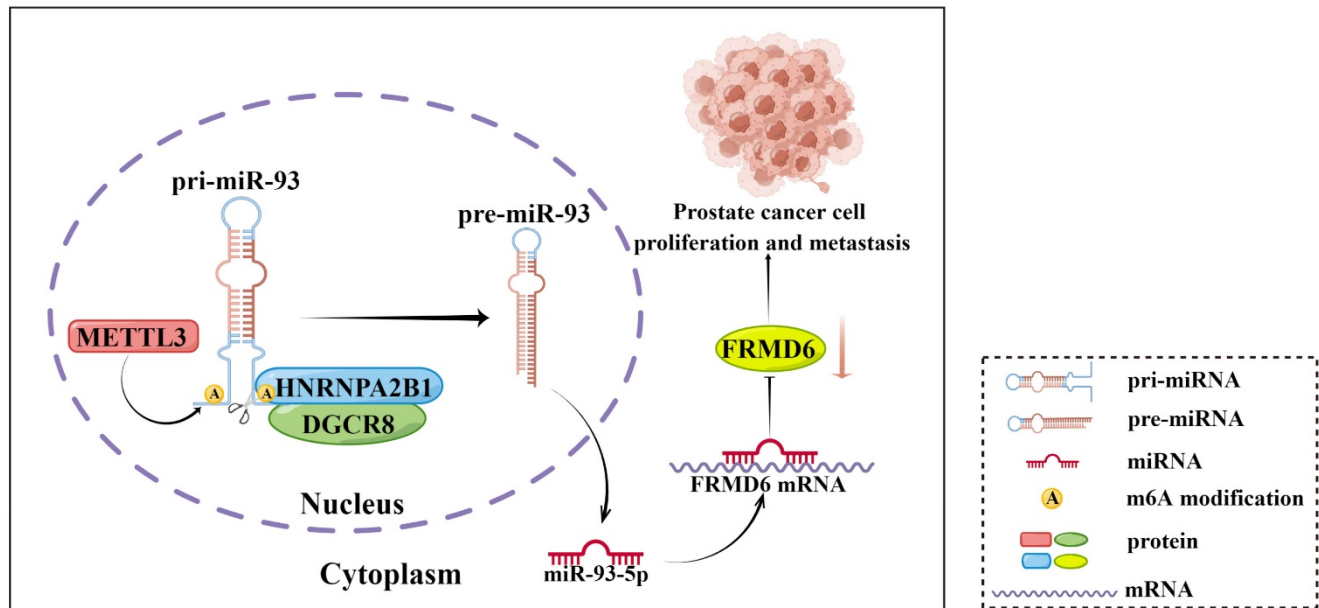 pri-miR-93
pre-miR-93
METTL3
A
A
HNRNPA2B1
DGCR8
Nucleus
Cytoplasm
miR-93-5p
FRMD6 mRNA
FRMD6
Prostate cancer cell
proliferation and metastasis
pri-miRNA
pre-miRNA
miRNA
A
m6A modification
protein
mRNA